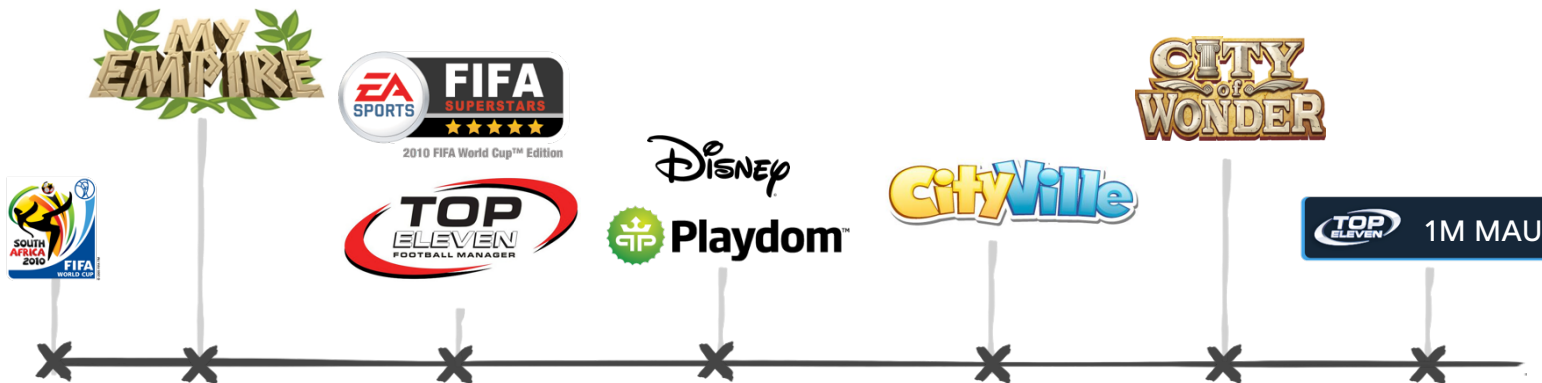 MY
EMPIRE
EA
SPORTS
FIFA
SUPERSTARS
2010 FIFA World Cup™ Edition
SOUTH
AFRICA
2010
FIFA
WORLD CUP
TOP
ELEVEN
FOOTBALL MANAGER
Disney
Playdom™
CityVille
CITY
of
WONDER
TOP
ELEVEN
1M MAU